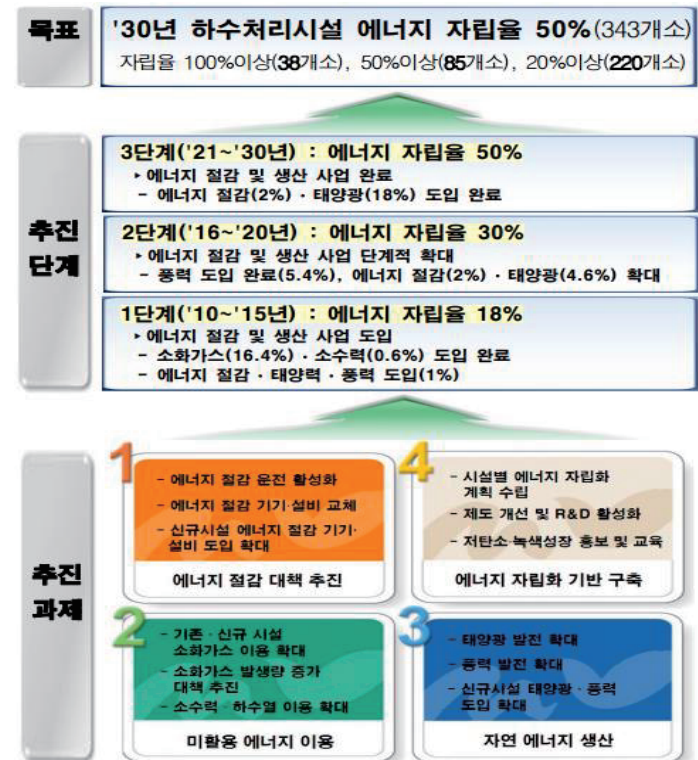 목표
'30년 하수처리시설 에너지 자립율 50%(343개소)
자립율 100%이상(38개소), 50%이상(85개소), 20%이상(220개소)
추진
단계
3단계('21~'30년) : 에너지 자립율 50%
▸에너지 절감 및 생산 사업 완료
- 에너지 절감(2%) · 태양광(18%) 도입 완료
2단계('16~'20년) : 에너지 자립율 30%
▸에너지 절감 및 생산 사업 단계적 확대
- 풍력 도입 완료(5.4%), 에너지 절감(2%) · 태양광(4.6%) 확대
1단계('10~'15년) : 에너지 자립율 18%
▸에너지 절감 및 생산 사업 도입
- 소화가스(16.4%) · 소수력(0.6%) 도입 완료
- 에너지 절감 · 태양력 · 풍력 도입(1%)
추진
과제
1
- 에너지 절감 운전 활성화
- 에너지 절감 기기·설비 교체
- 신규시설 에너지 절감 기기·
설비 도입 확대
에너지 절감 대책 추진
4
- 시설별 에너지 자립화
계획 수립
- 제도 개선 및 R&D 활성화
- 저탄소·녹색성장 홍보 및 교육
에너지 자립화 기반 구축
2
- 기존 · 신규 시설
소화가스 이용 확대
- 소화가스 발생량 증가
대책 추진
- 소수력 · 하수열 이용 확대
미활용 에너지 이용
3
- 태양광 발전 확대
- 풍력 발전 확대
- 신규시설 태양광 · 풍력
도입 확대
자연 에너지 생산